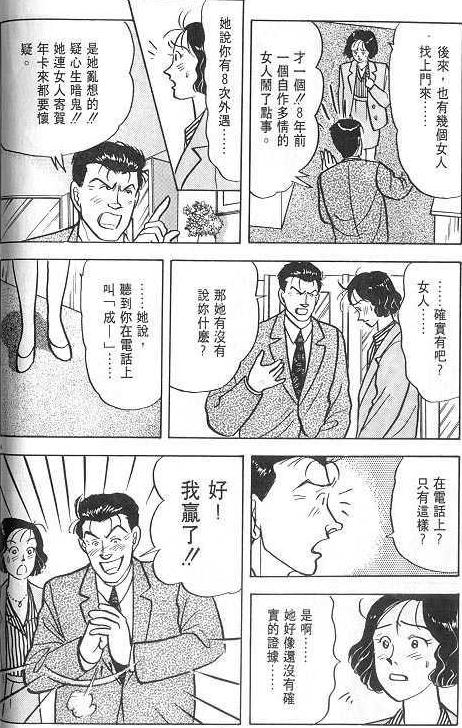 後來，也有幾個女人
找上門來……
才一個!!8年前
一個自作多情的
女人鬧了點事。
她說你有8次外遇……
是她亂想的!!
疑心生暗鬼!!
她連女人寄賀
年卡來都要懷
疑。
……確實有吧？
女人……
那她有沒有
說妳什麼？
……她說，
聽到你在電話上
叫「成—」……
在電話上？
只有這樣？
是啊……
她好像還沒有確
實的證據……
好！
我贏了!!